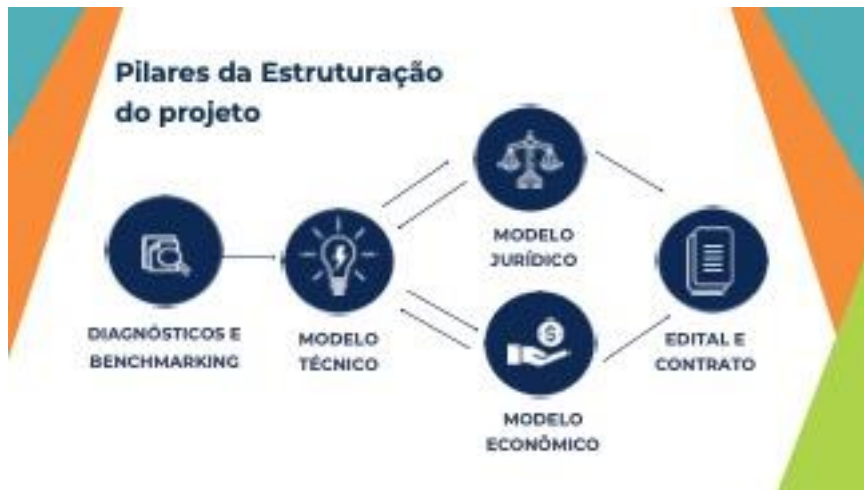 Pilares da Estruturação
do projeto
MODELO
JURÍDICO
DIAGNÓSTICOS E
BENCHMARKING
MODELO
TÉCNICO
EDITAL E
CONTRATO
MODELO
ECONÔMICO